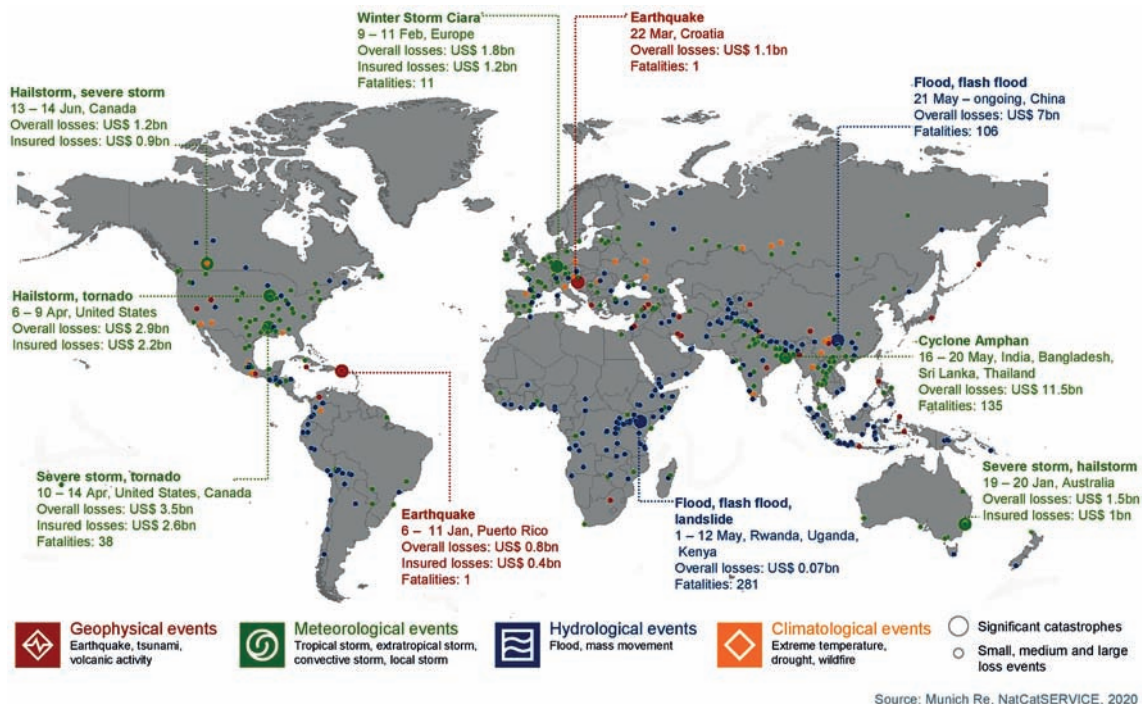 Winter Storm Ciara
9 – 11 Feb, Europe
Overall losses: US$ 1.8bn
Insured losses: US$ 1.2bn
Fatalities: 11
Earthquake
22 Mar, Croatia
Overall losses: US$ 1.1bn
Fatalities: 1
Flood, flash flood
21 May – ongoing, China
Overall losses: US$ 7bn
Fatalities: 106
Hailstorm, severe storm
13 – 14 Jun, Canada
Overall losses: US$ 1.2bn
Insured losses: US$ 0.9bn
Hailstorm, tornado
6 – 9 Apr, United States
Overall losses: US$ 2.9bn
Insured losses: US$ 2.2bn
Cyclone Amphan
16 – 20 May, India, Bangladesh,
Sri Lanka, Thailand
Overall losses: US$ 11.5bn
Fatalities: 135
Severe storm, tornado
10 – 14 Apr, United States, Canada
Overall losses: US$ 3.5bn
Insured losses: US$ 2.6bn
Fatalities: 38
Earthquake
6 – 11 Jan, Puerto Rico
Overall losses: US$ 0.8bn
Insured losses: US$ 0.4bn
Fatalities: 1
Flood, flash flood,
landslide
1 – 12 May, Rwanda, Uganda,
Kenya
Overall losses: US$ 0.07bn
Fatalities: 281
Severe storm, hailstorm
19 – 20 Jan, Australia
Overall losses: US$ 1.5bn
Insured losses: US$ 1bn
Geophysical events
Earthquake, tsunami,
volcanic activity
Meteorological events
Tropical storm, extratropical storm,
convective storm, local storm
Hydrological events
Flood, mass movement
Climatological events
Extreme temperature,
drought, wildfire
Significant catastrophes
Small, medium and large
loss events
Source: Munich Re, NatCatSERVICE, 2020